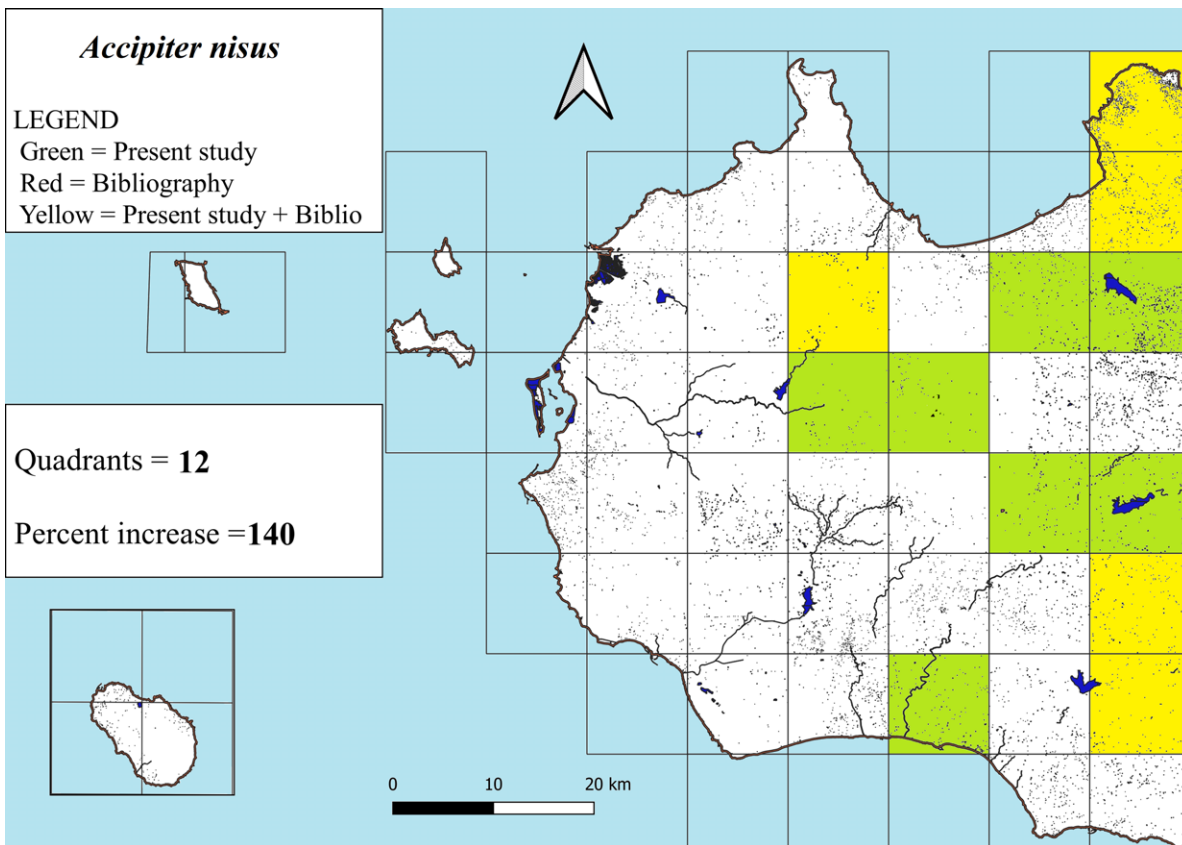 Accipiter nisus
LEGEND
Green = Present study
Red = Bibliography
Yellow = Present study + Biblio
Quadrants = 12
Percent increase =140
0 10 20 km